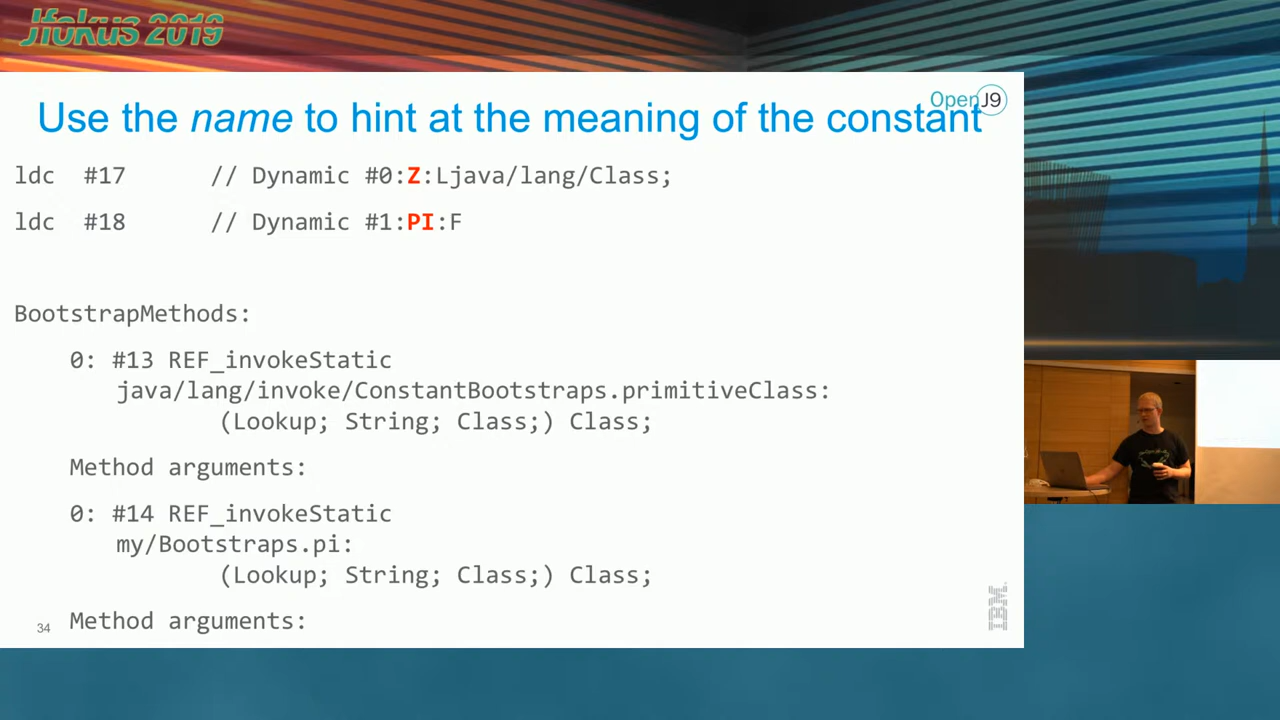 Jfokus 2019
OpenJ9
Use the name to hint at the meaning of the constant
ldc #17 // Dynamic #0:Z:Ljava/lang/Class;
ldc #18 // Dynamic #1:PI:F
BootstrapMethods:
0: #13 REF_invokeStatic
java/lang/invoke/ConstantBootstraps.primitiveClass:
(Lookup; String; Class;) Class;
Method arguments:
0: #14 REF_invokeStatic
my/Bootstraps.pi:
(Lookup; String; Class;) Class;
Method arguments:
34
IBM